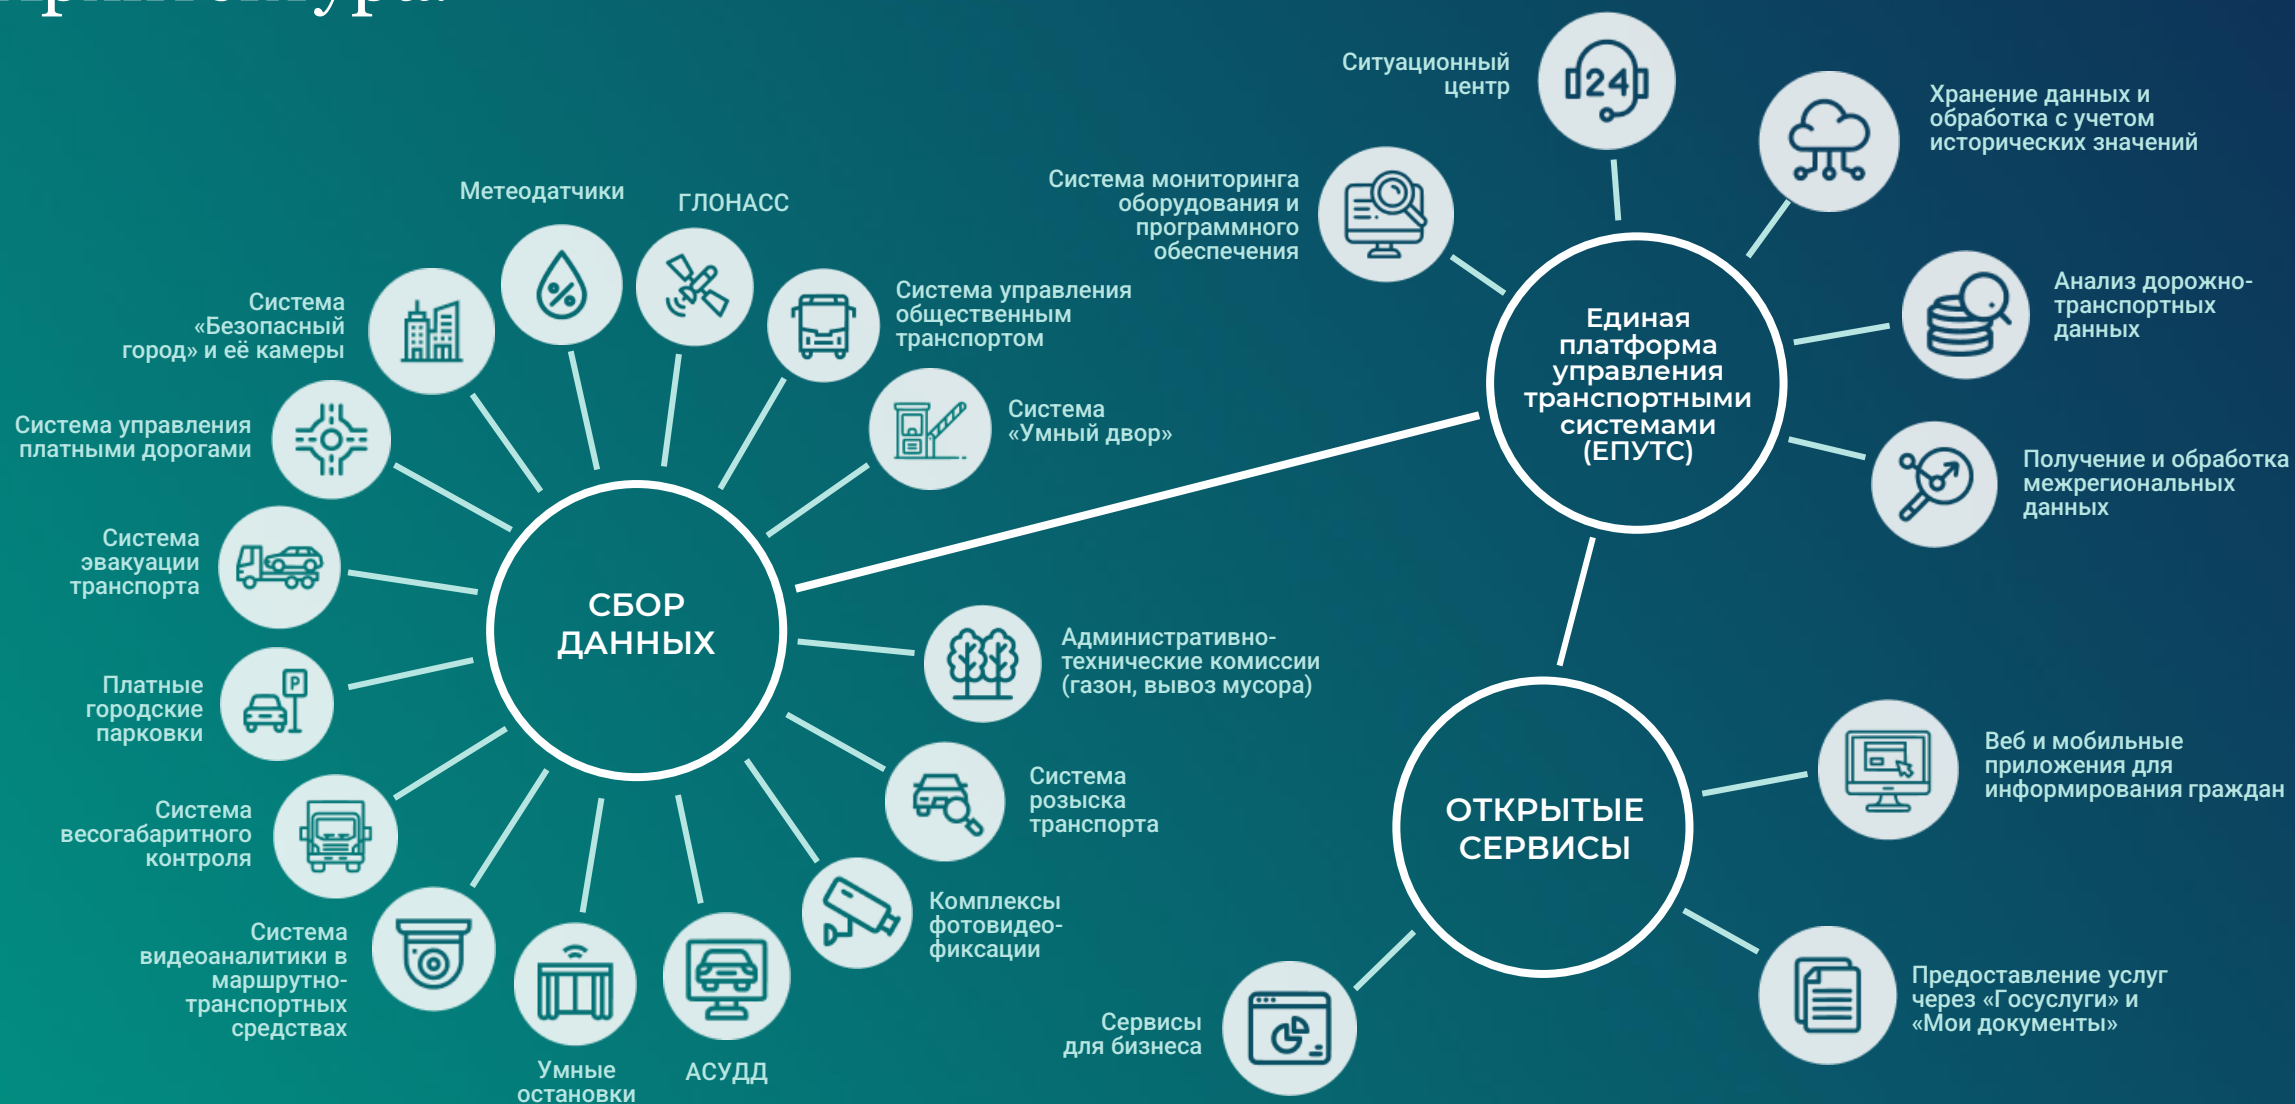 Архитектура.
Ситуационный
центр
24
Хранение данных и
обработка с учетом
исторических значений
Система мониторинга
оборудования и
программного
обеспечения
Анализ дорожно-
транспортных
данных
Единая
платформа
управления
транспортными
системами
(ЕПУТС)
Получение и обработка
межрегиональных
данных
Метеодатчики
%
ГЛОНАСС
Система управления
общественным
транспортом
Система
«Безопасный
город» и её камеры
Система
«Умный двор»
Система управления
платными дорогами
Система
эвакуации
транспорта
СБОР
ДАННЫХ
Административно-
технические комиссии
(газон, вывоз мусора)
P
Платные
городские
парковки
Система
розыска
транспорта
Система
весогабаритного
контроля
Комплексы
фотовидео-
фиксации
Система
видеоаналитики в
маршрутно-
транспортных
средствах
Умные
остановки
АСУДД
ОТКРЫТЫЕ
СЕРВИСЫ
Веб и мобильные
приложения для
информирования граждан
Предоставление услуг
через «Госуслуги» и
«Мои документы»
Сервисы
для бизнеса